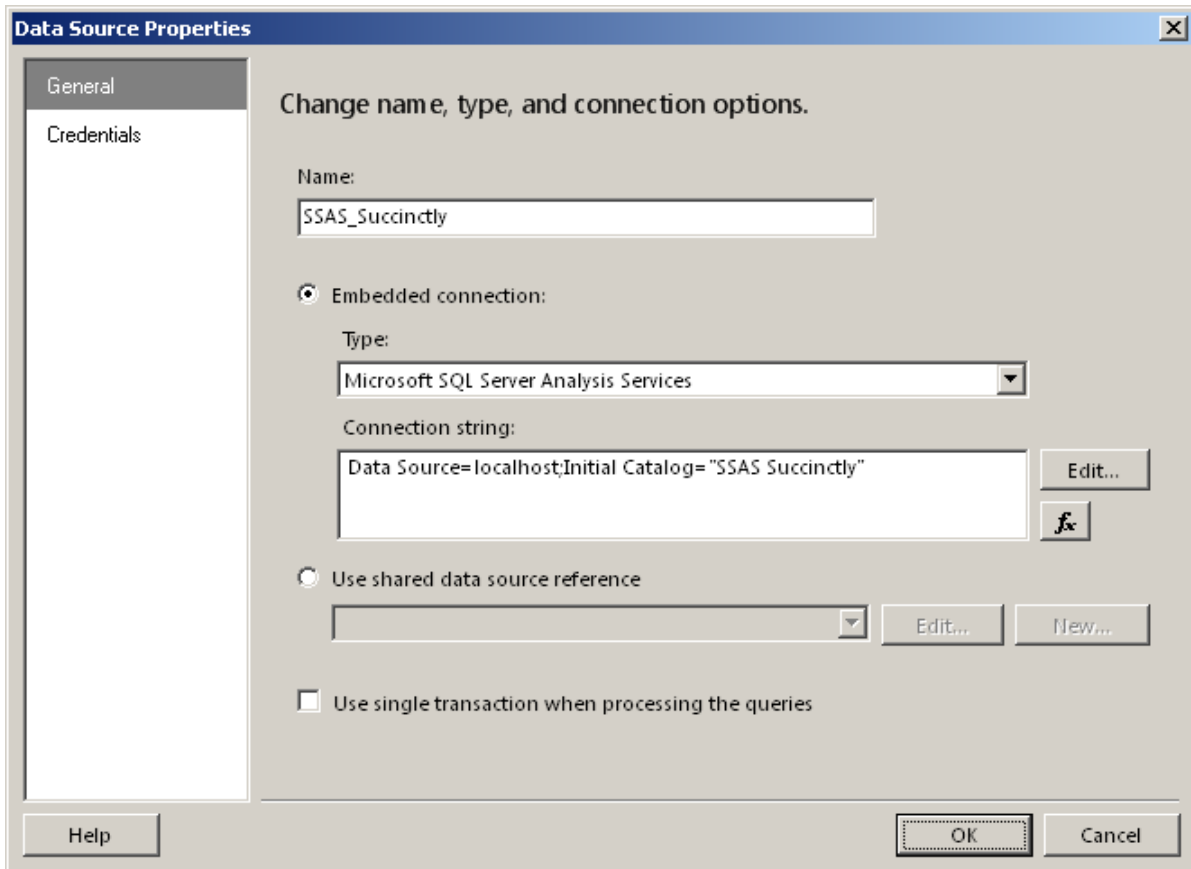 Data Source Properties
General
Credentials
Change name, type, and connection options.
Name:
SSAS_Succinctly
Embedded connection:
Type:
Microsoft SQL Server Analysis Services
Connection string:
Data Source=localhost;Initial Catalog="SSAS Succinctly"
Edit...
fx
Use shared data source reference
Edit... New...
Use single transaction when processing the queries
Help OK Cancel